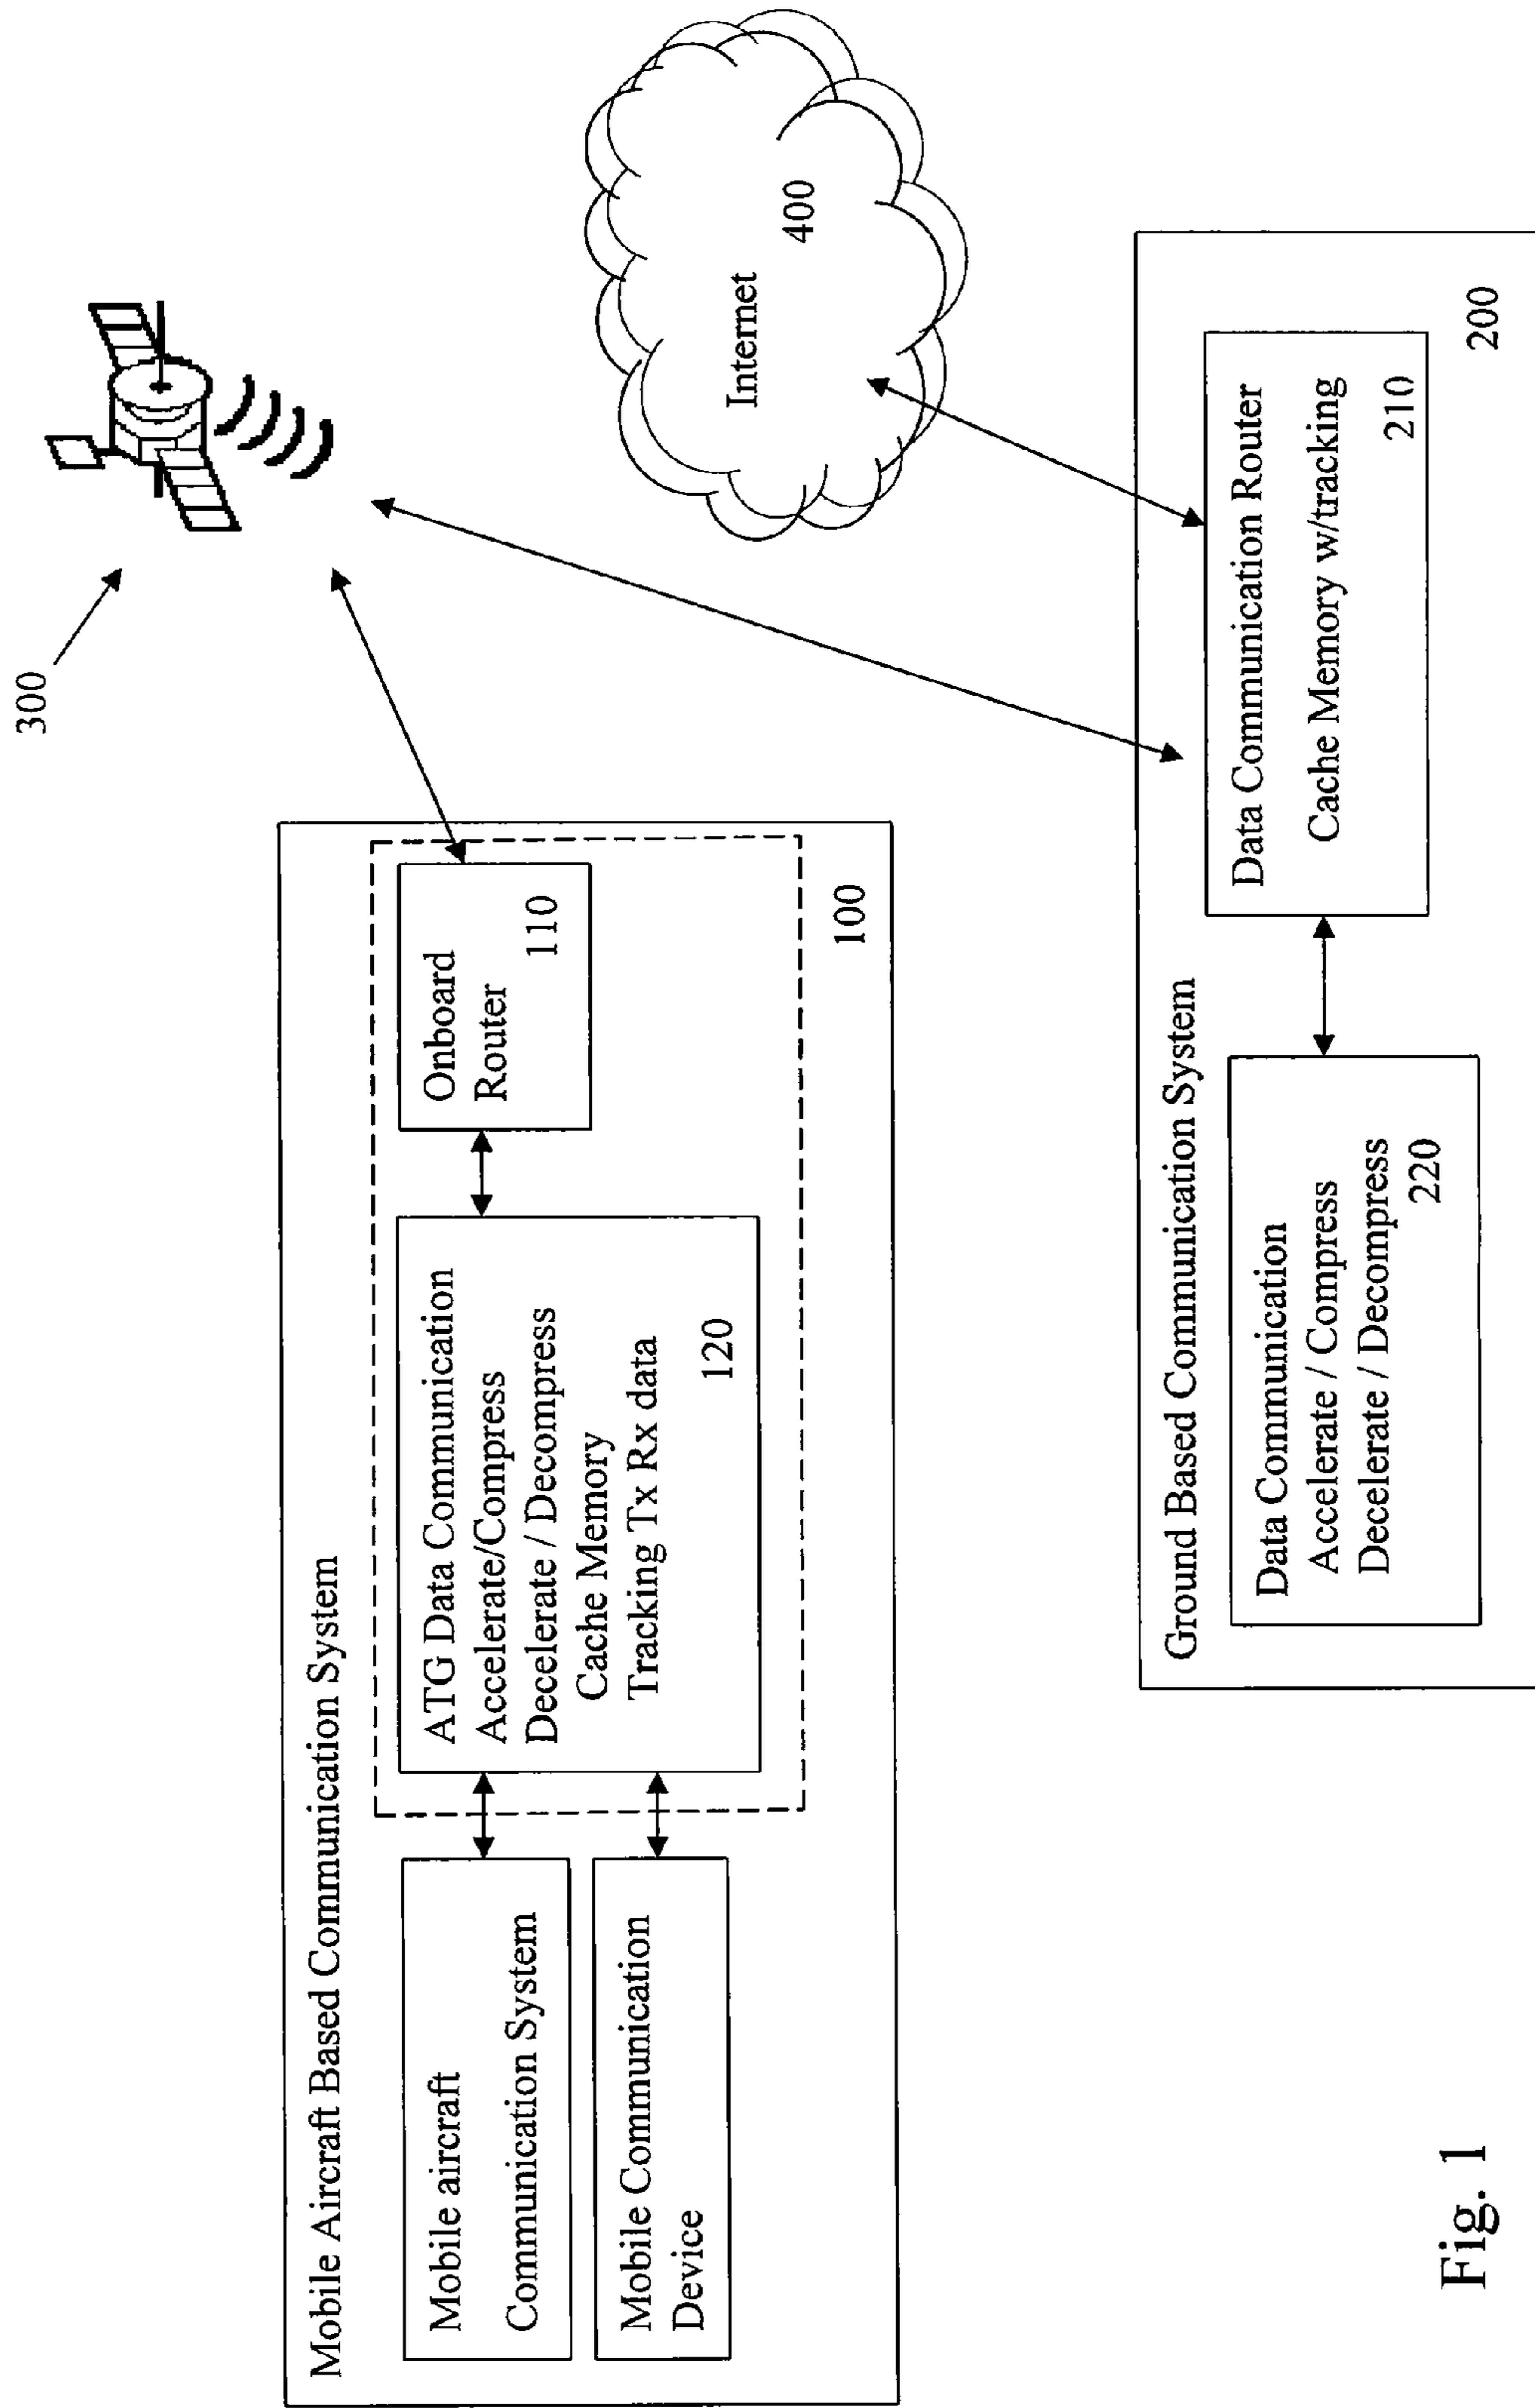 300
Mobile Aircraft Based Communication System
Mobile aircraft
Communication System
Mobile Communication
Device
ATG Data Communication
Accelerate/Compress
Decelerate / Decompress
Cache Memory
Tracking Tx Rx data
120
Onboard
Router
110
100
Internet
400
Ground Based Communication System
Data Communication
Accelerate / Compress
Decelerate / Decompress
220
Data Communication Router
Cache Memory w/tracking
210
200
Fig. 1